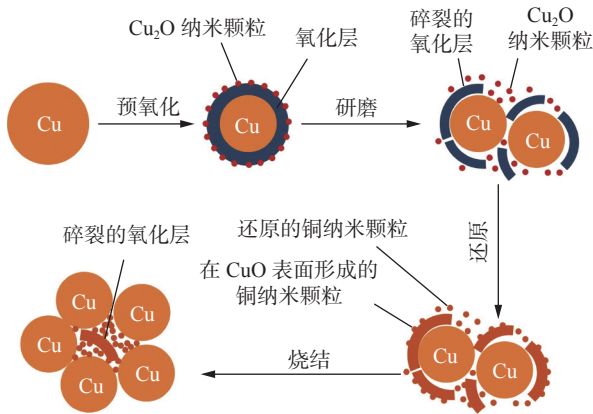 Cu₂O 纳米颗粒
氧化层
Cu
预氧化
Cu
研磨
碎裂的
氧化层
Cu₂O
纳米颗粒
Cu
Cu
还原
还原的铜纳米颗粒
在 CuO 表面形成的
铜纳米颗粒
Cu
Cu
烧结
碎裂的氧化层
Cu
Cu
Cu
Cu
Cu